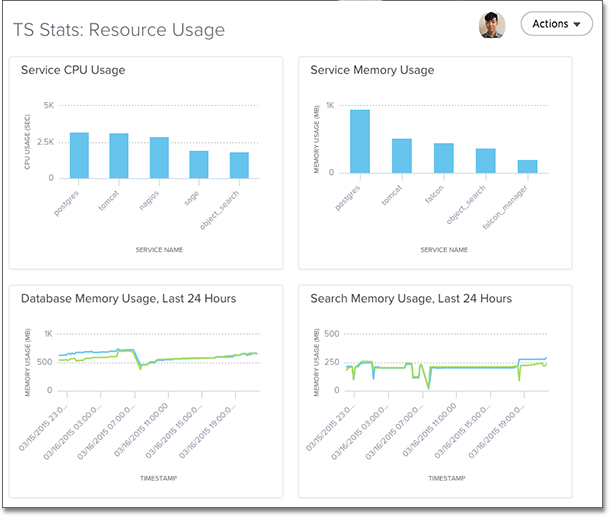 TS Stats: Resource Usage
Actions
Service CPU Usage
CPU USAGE (SEC)
5K
2.5K
0
postgres
tomcat
nagios
sage
object_search
SERVICE NAME
Service Memory Usage
MEMORY USAGE (MB)
1K
0
postgres
tomcat
falcon
object_search
falcon_manager
SERVICE NAME
Database Memory Usage, Last 24 Hours
MEMORY USAGE (MB)
1K
500
0
03/15/2015 23:0...
03/16/2015 03:00:0...
03/16/2015 07:00:0...
03/16/2015 11:00:00
03/16/2015 15:00:0...
03/16/2015 19:00:0...
TIMESTAMP
Search Memory Usage, Last 24 Hours
MEMORY USAGE (MB)
500
250
0
03/15/2015 23:0...
03/16/2015 03:00:0...
03/16/2015 07:00:0...
03/16/2015 11:00:00
03/16/2015 15:00:0...
03/16/2015 19:00:0...
TIMESTAMP